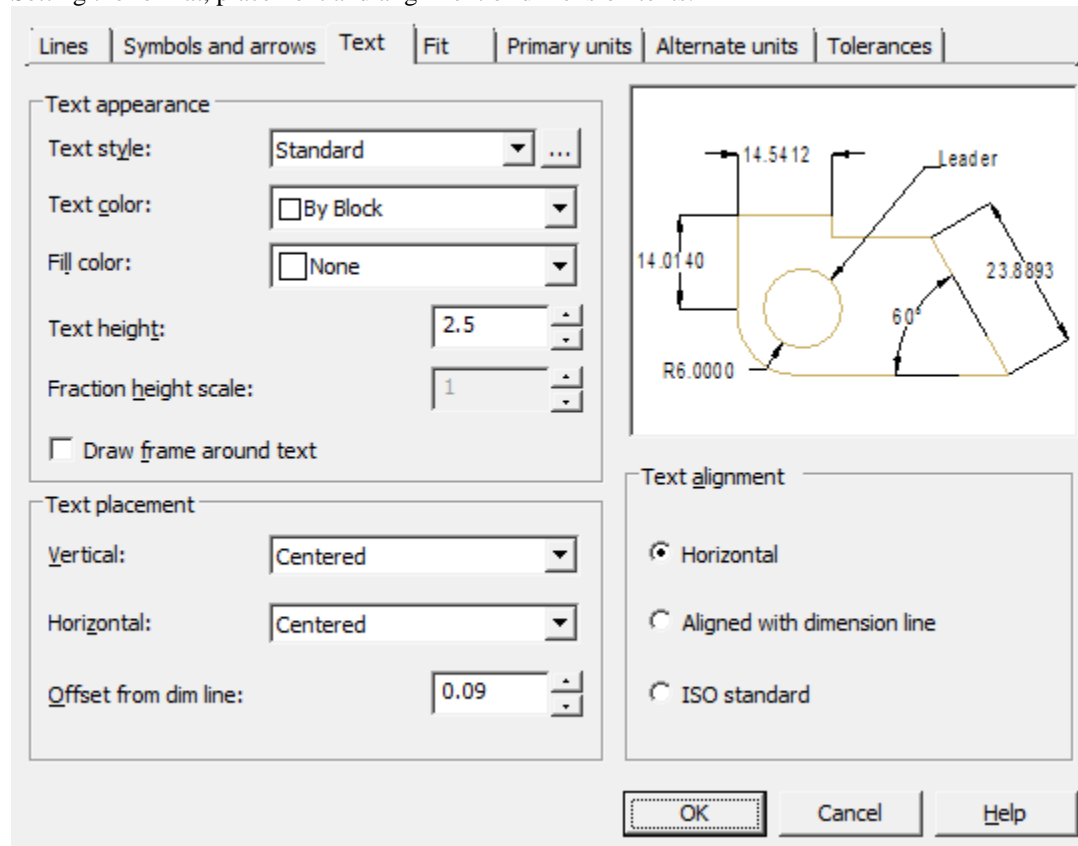 Lines Symbols and arrows Text Fit Primary units Alternate units Tolerances
Text appearance
Text style: Standard ...
Text color: By Block
Fill color: None
Text height: 2.5
Fraction height scale: 1
Draw frame around text
14.5412
Leader
14.0140
23.8893
60°
R6.0000
Text placement
Vertical: Centered
Horizontal: Centered
Offset from dim line: 0.09
Text alignment
Horizontal
Aligned with dimension line
ISO standard
OK Cancel Help